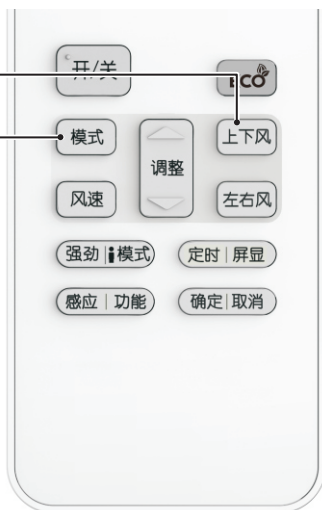 开/关
ECO
模式
上下风
调整
风速
左右风
强劲 i模式
定时 屏显
感应 功能
确定 取消